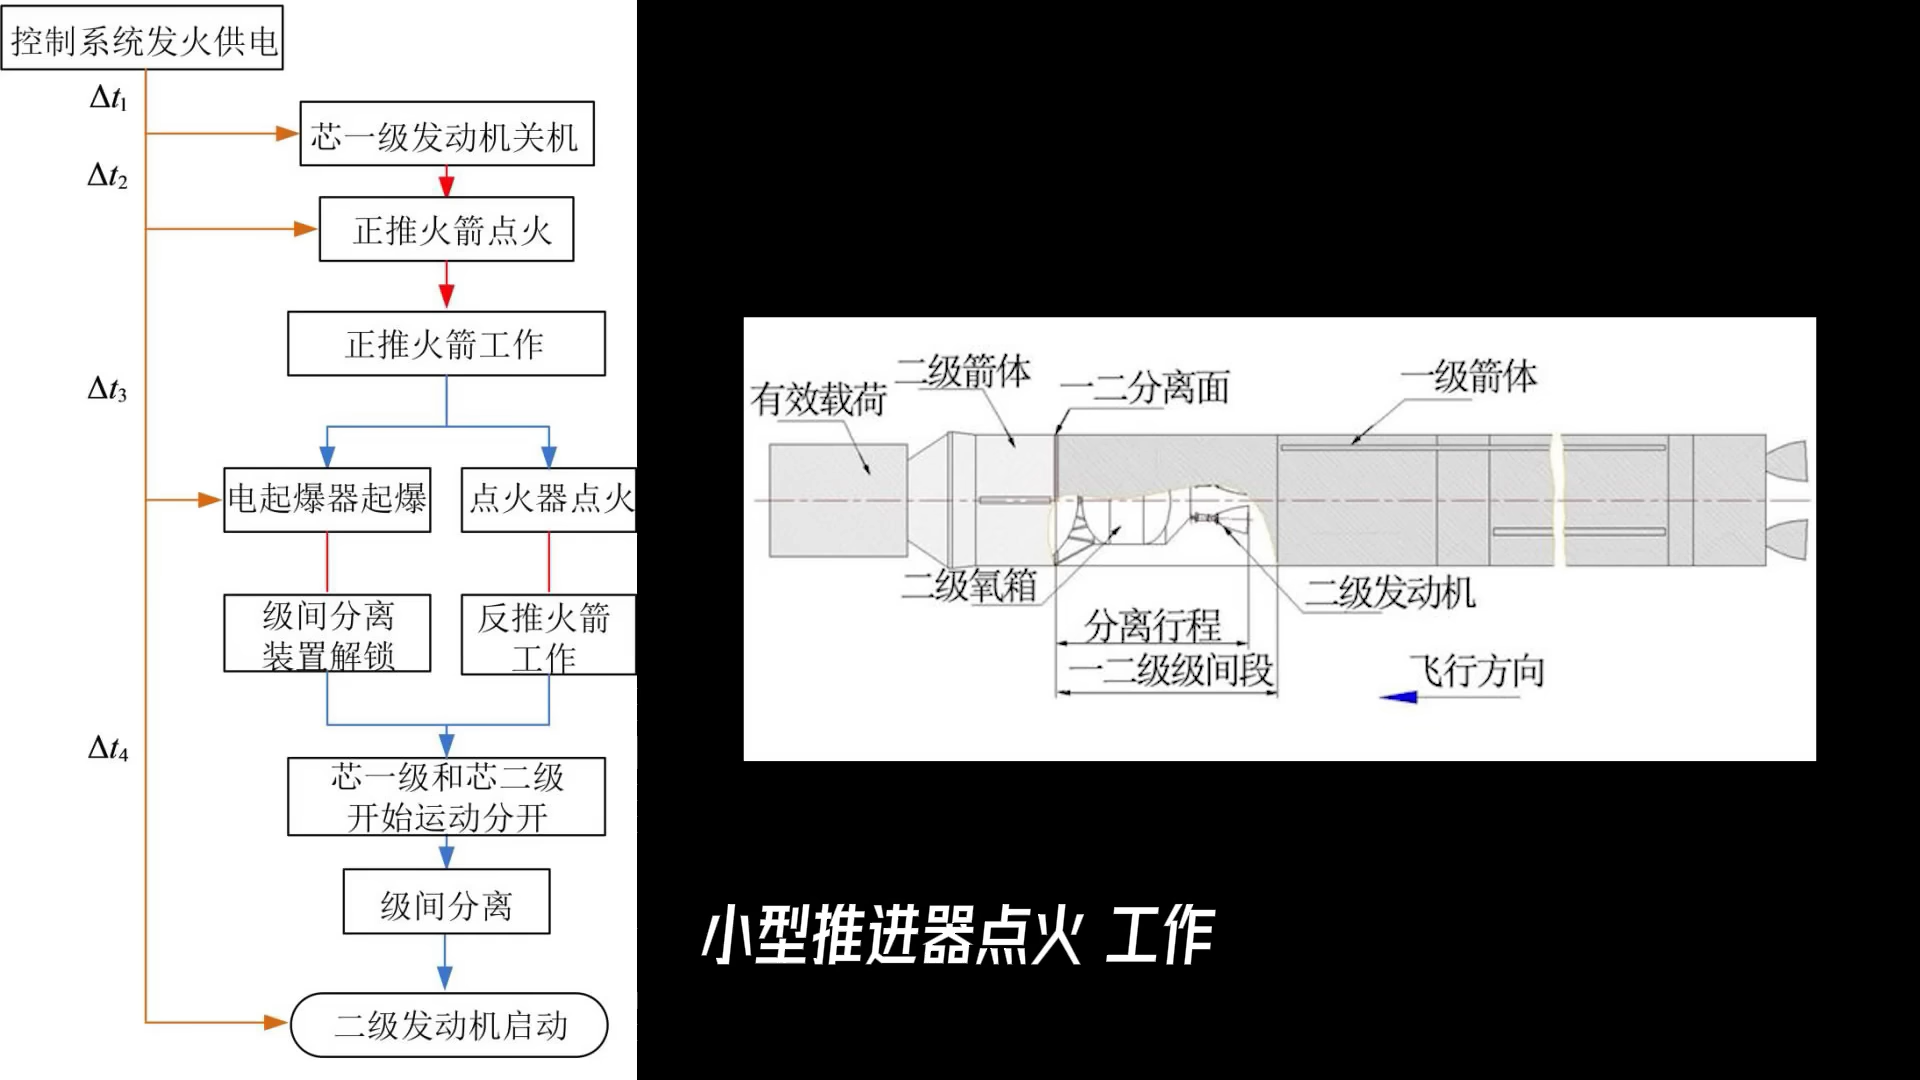 控制系统发火供电
Δt₁
芯一级发动机关机
Δt₂
正推火箭点火
正推火箭工作
Δt₃
电起爆器起爆
点火器点火
级间分离
装置解锁
反推火箭
工作
Δt₄
芯一级和芯二级
开始运动分开
级间分离
二级发动机启动
有效载荷
二级箭体
一二分离面
一级箭体
二级氧箱
二级发动机
分离行程
一二级级间段
飞行方向
小型推进器点火 工作